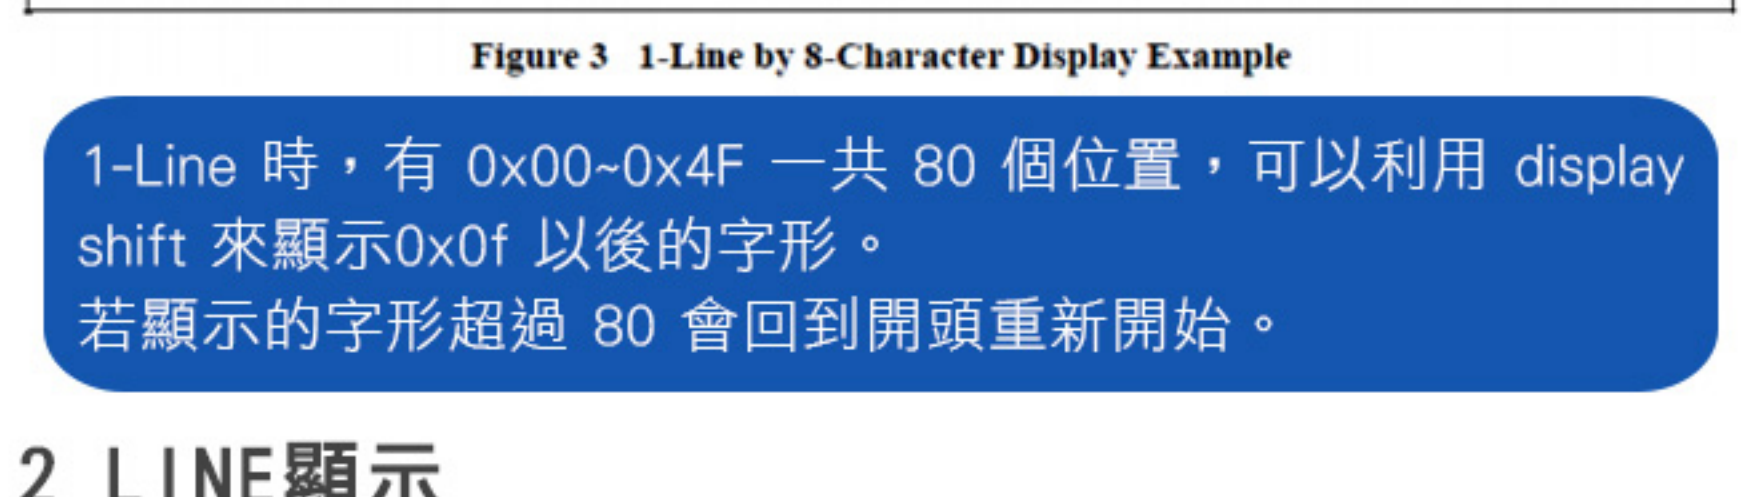 Figure 3 1-Line by 8-Character Display Example
1-Line 時，有 0x00~0x4F 一共 80 個位置，可以利用 display
shift 來顯示0x0f 以後的字形。
若顯示的字形超過 80 會回到開頭重新開始。
2 LINE顯示